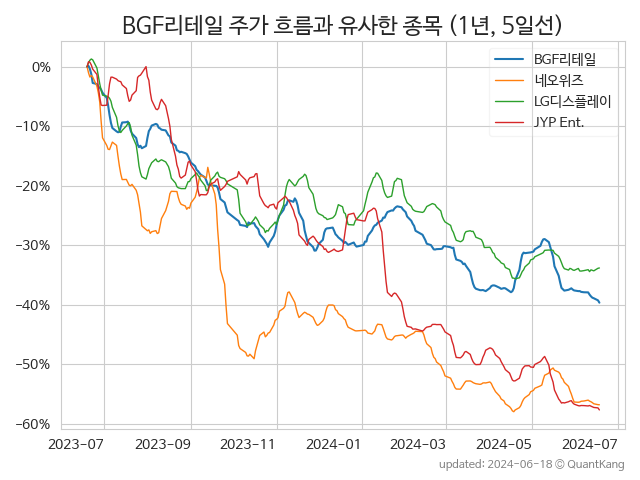 BGF리테일 주가 흐름과 유사한 종목 (1년, 5일선)
BGF리테일
네오위즈
LG디스플레이
JYP Ent.
0%
−10%
−20%
−30%
−40%
−50%
−60%
2023-07 2023-09 2023-11 2024-01 2024-03 2024-05 2024-07
updated: 2024-06-18 © QuantKang